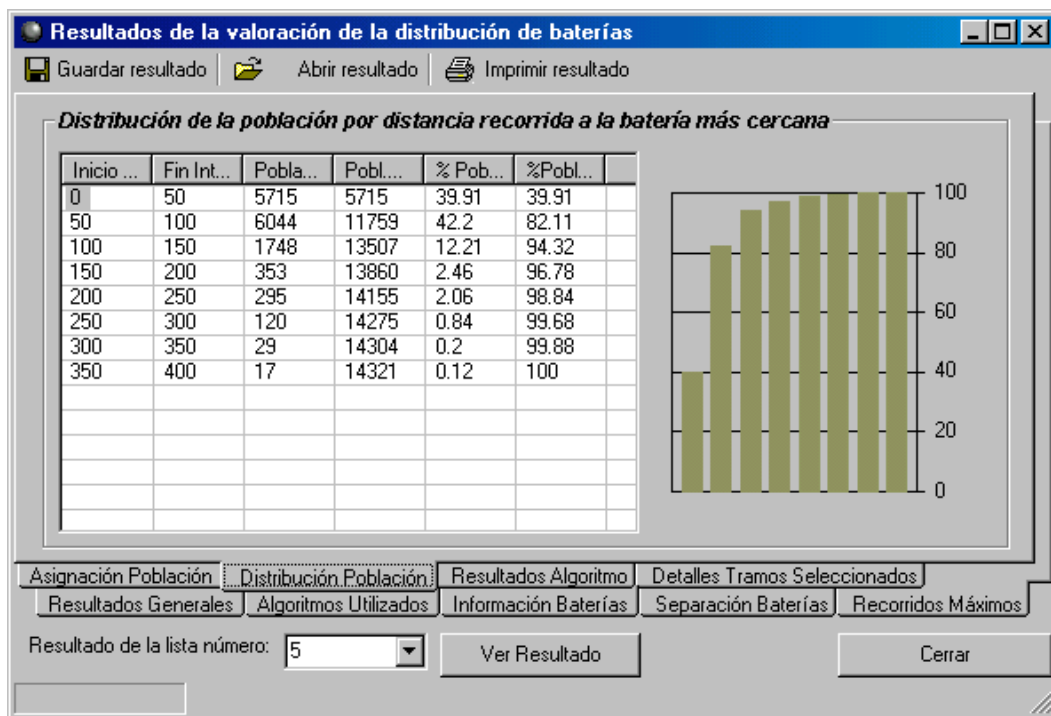 Resultados de la valoración de la distribución de baterías
Guardar resultado Abrir resultado Imprimir resultado
Distribución de la población por distancia recorrida a la batería más cercana
Inicio ... Fin Int... Pobla... Pobl.... % Pob... %Pobl...
0 50 5715 5715 39.91 39.91
50 100 6044 11759 42.2 82.11
100 150 1748 13507 12.21 94.32
150 200 353 13860 2.46 96.78
200 250 295 14155 2.06 98.84
250 300 120 14275 0.84 99.68
300 350 29 14304 0.2 99.88
350 400 17 14321 0.12 100
100
80
60
40
20
0
Asignación Población Distribución Población Resultados Algoritmo Detalles Tramos Seleccionados
Resultados Generales Algoritmos Utilizados Información Baterías Separación Baterías Recorridos Máximos
Resultado de la lista número: 5 Ver Resultado Cerrar